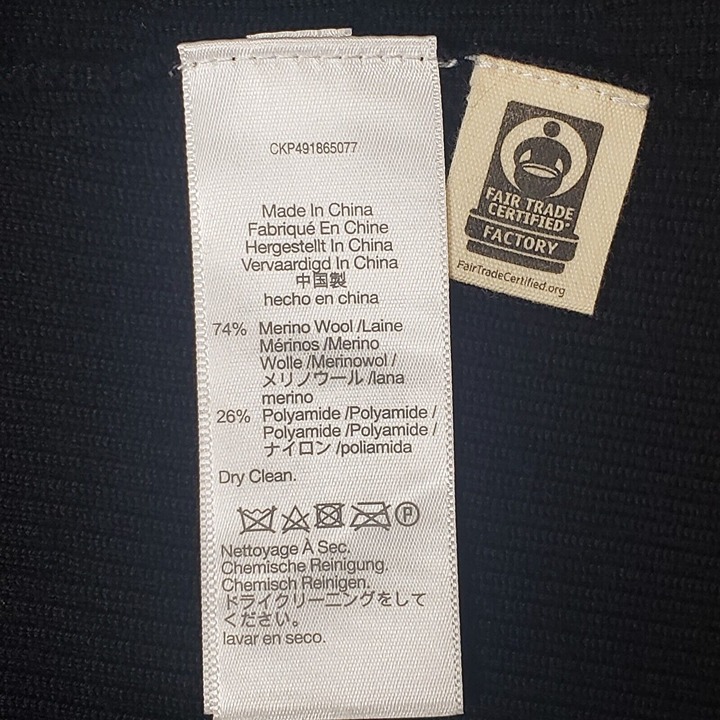 CKP491865077
Made In China
Fabriqué En Chine
Hergestellt In China
Vervaardigd In China
中国製
hecho en china
74% Merino Wool /Laine
Mérinos /Merino
Wolle /Merinowol /
メリノウール /lana
merino
26% Polyamide /Polyamide /
Polyamide /Polyamide /
ナイロン /poliamida
Dry Clean.
P
Nettoyage À Sec.
Chemische Reinigung.
Chemisch Reinigen.
ドライクリーニングをして
ください。
lavar en seco.
FAIR TRADE
CERTIFIED™
FACTORY
FairTradeCertified.org